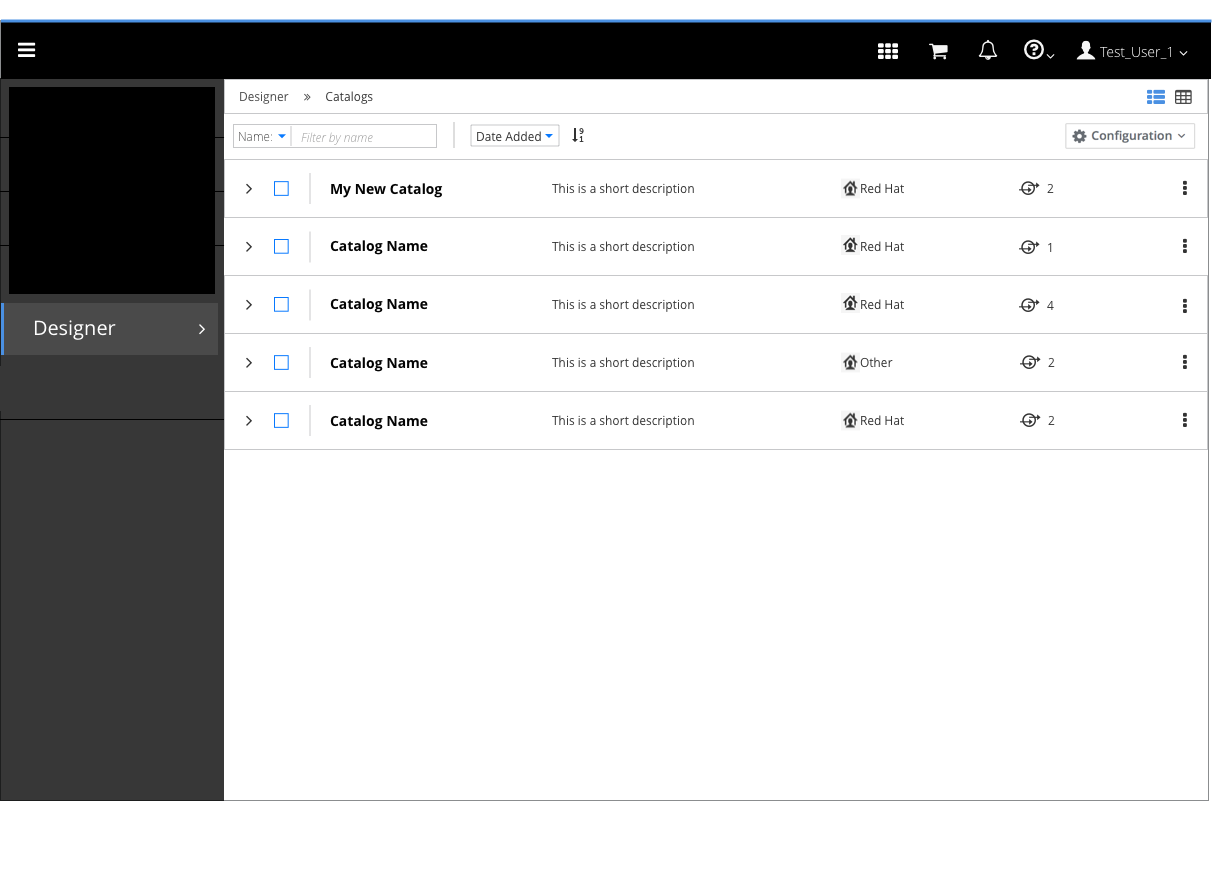 Test_User_1
Designer » Catalogs
Name: Filter by name Date Added Configuration
My New Catalog This is a short description Red Hat 2
Catalog Name This is a short description Red Hat 1
Catalog Name This is a short description Red Hat 4
Designer
Catalog Name This is a short description Other 2
Catalog Name This is a short description Red Hat 2